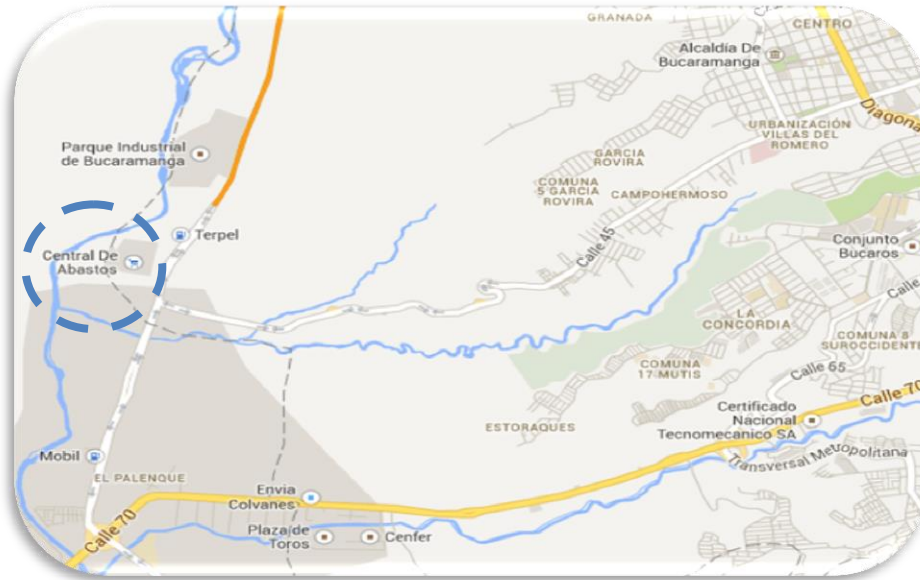 GRANADA
CENTRO
Alcaldía De
Bucaramanga
Diagona
Parque Industrial
de Bucaramanga
URBANIZACIÓN
VILLAS DEL
ROMERO
GARCIA
ROVIRA
COMUNA
5 GARCIA
ROVIRA
CAMPOHERMOSO
Terpel
Central De
Abastos
Calle 45
Conjunto
Bucaros
Calle
LA
CONCORDIA
COMUNA 8
SUROCCIDENTE
COMUNA
17 MUTIS
Calle 65
Calle 70
Certificado
Nacional
Tecnomecanico SA
ESTORAQUES
Transversal Metropolitana
Mobil
EL PALENQUE
Envia
Colvanes
Calle 70
Plaza de
Toros
Cenfer